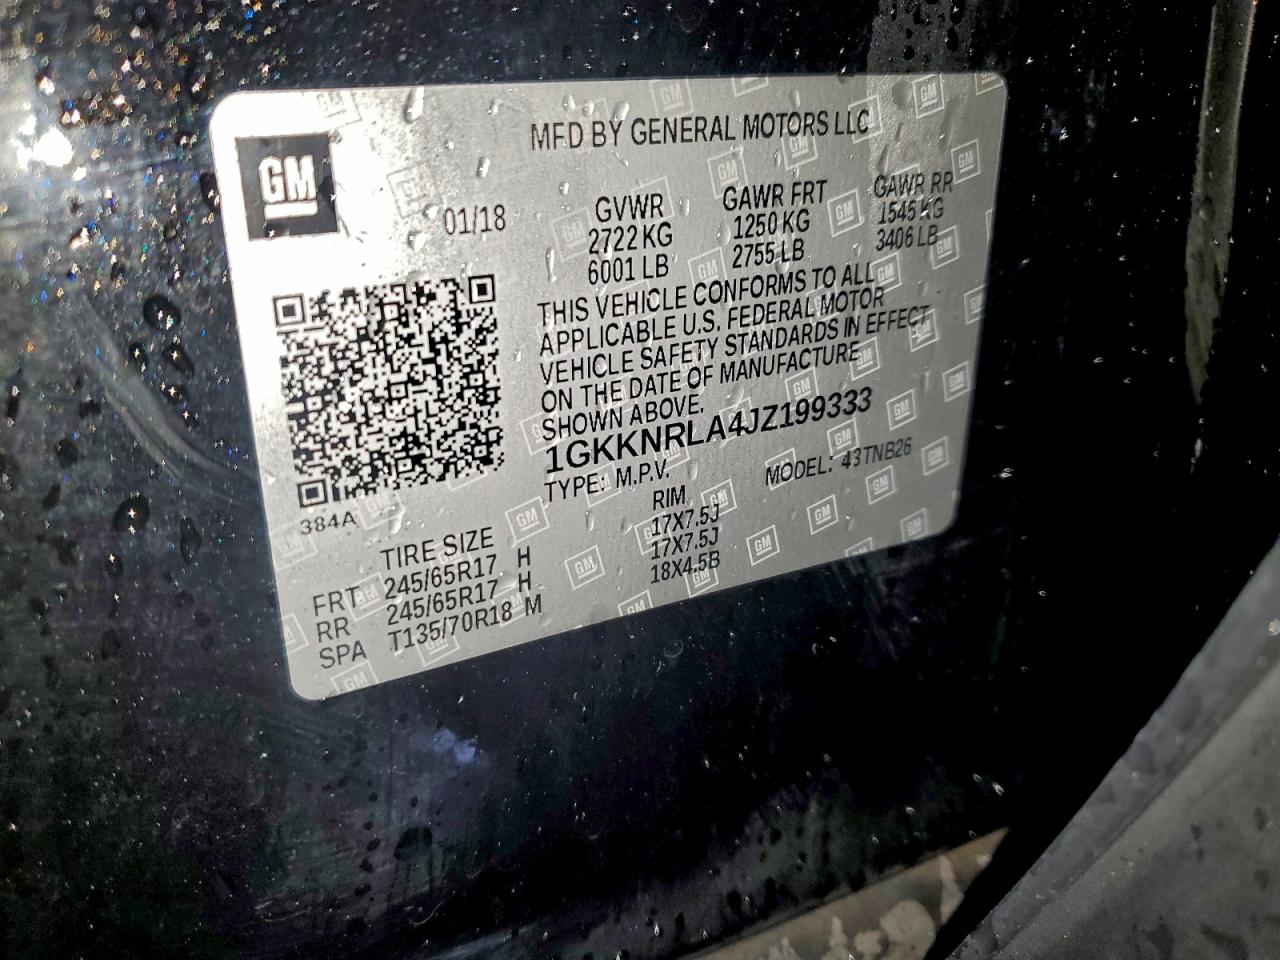 GM
MFD BY GENERAL MOTORS LLC
01/18
GVWR GAWR FRT GAWR RR
2722 KG 1250 KG 1545 KG
6001 LB 2755 LB 3406 LB
THIS VEHICLE CONFORMS TO ALL
APPLICABLE U.S. FEDERAL MOTOR
VEHICLE SAFETY STANDARDS IN EFFECT
ON THE DATE OF MANUFACTURE
SHOWN ABOVE.
1GKKNRLA4JZ199333
TYPE: M.P.V. MODEL: 43TNB26
384A
TIRE SIZE RIM
FRT 245/65R17 H 17X7.5J
RR 245/65R17 H 17X7.5J
SPA T135/70R18 M 18X4.5B